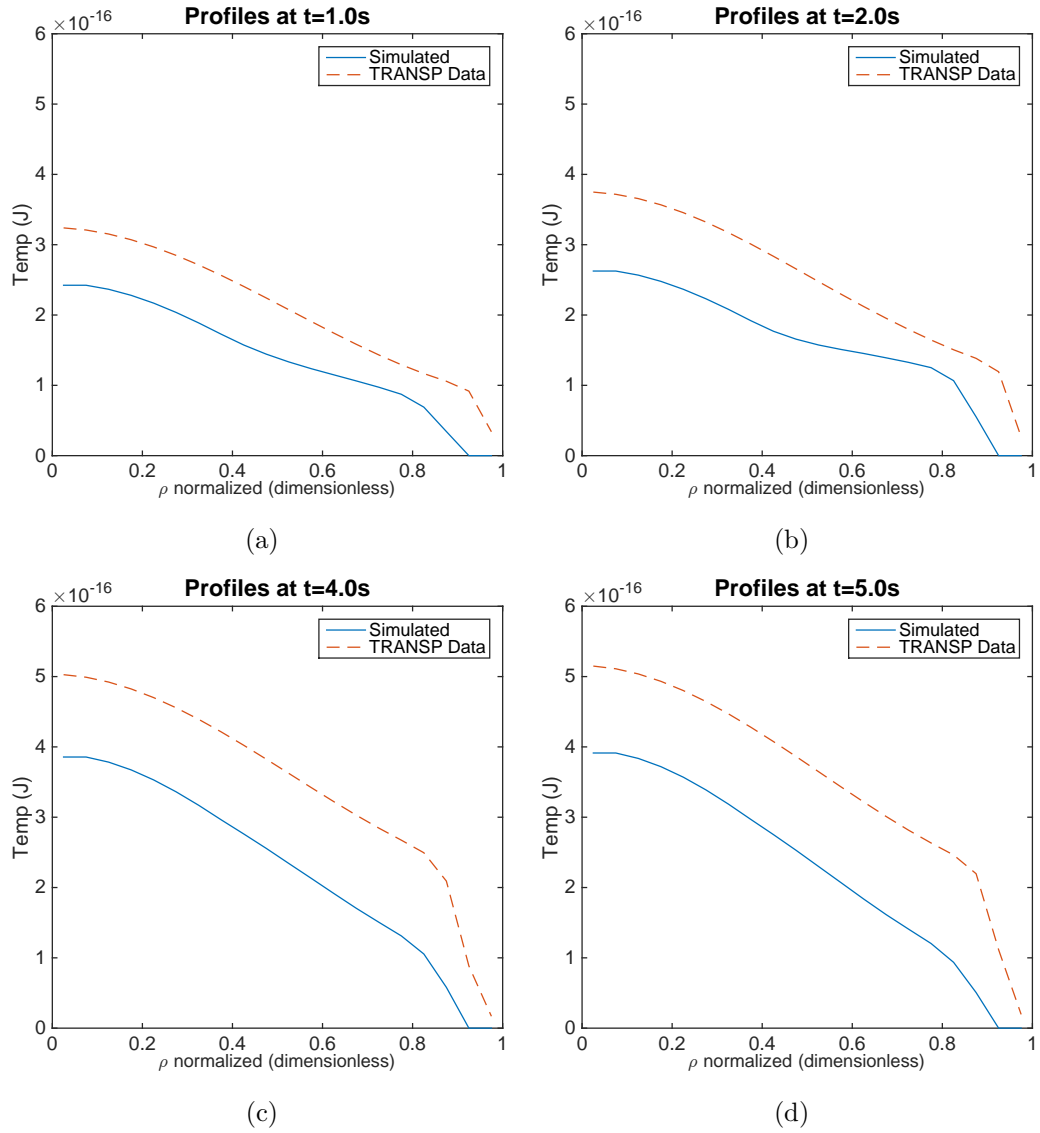 Profiles at t=1.0s
×10-16
Simulated
TRANSP Data
6
5
4
3
2
1
0
Temp (J)
0 0.2 0.4 0.6 0.8 1
ρ normalized (dimensionless)
(a)
Profiles at t=2.0s
×10-16
Simulated
TRANSP Data
6
5
4
3
2
1
0
Temp (J)
0 0.2 0.4 0.6 0.8 1
ρ normalized (dimensionless)
(b)
Profiles at t=4.0s
×10-16
Simulated
TRANSP Data
6
5
4
3
2
1
0
Temp (J)
0 0.2 0.4 0.6 0.8 1
ρ normalized (dimensionless)
(c)
Profiles at t=5.0s
×10-16
Simulated
TRANSP Data
6
5
4
3
2
1
0
Temp (J)
0 0.2 0.4 0.6 0.8 1
ρ normalized (dimensionless)
(d)